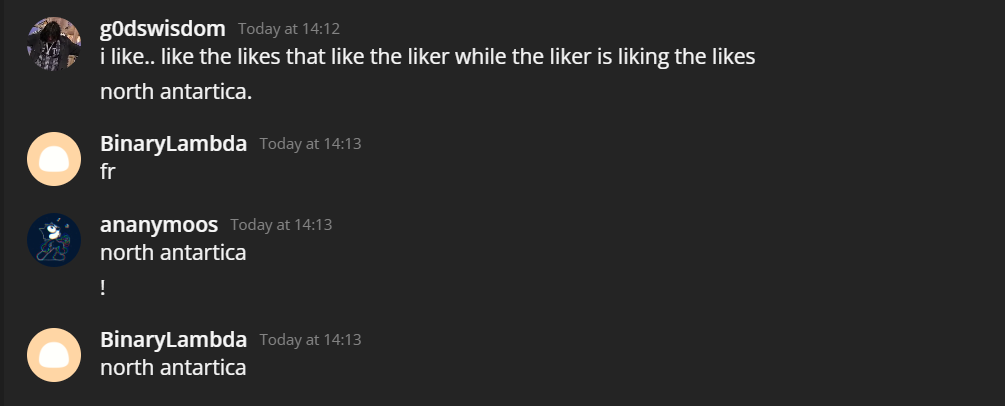 g0dswisdom Today at 14:12
i like.. like the likes that like the liker while the liker is liking the likes
north antartica.
BinaryLambda Today at 14:13
fr
ananymoos Today at 14:13
north antartica
!
BinaryLambda Today at 14:13
north antartica